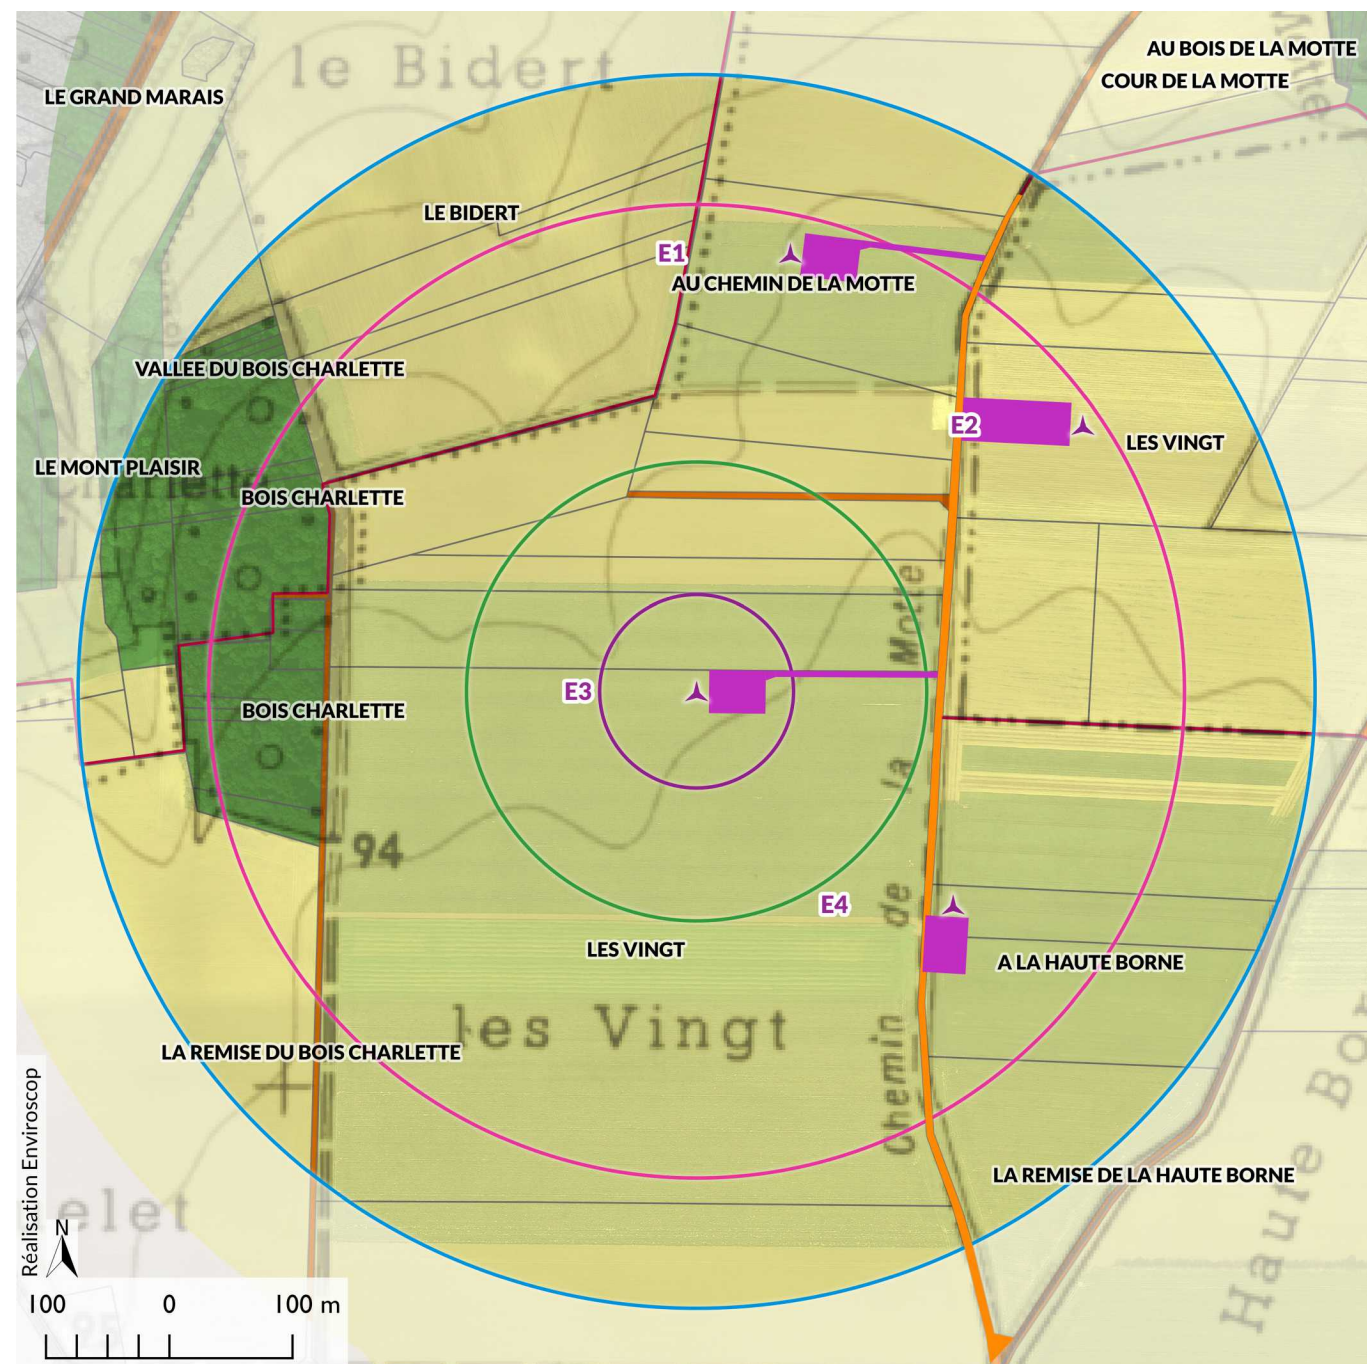 le Bidert
AU BOIS DE LA MOTTE
COUR DE LA MOTTE
LE GRAND MARAIS
LE BIDERT
E1
AU CHEMIN DE LA MOTTE
VALLEE DU BOIS CHARLETTE
E2
LES VINGT
LE MONT PLAISIR
BOIS CHARLETTE
E3
BOIS CHARLETTE
94
E4
LES VINGT
A LA HAUTE BORNE
les Vingt
Chemin de la Motte
LA REMISE DU BOIS CHARLETTE
LA REMISE DE LA HAUTE BORNE
Haute Bor
elet
Réalisation Enviroscop
N
100 0 100 m